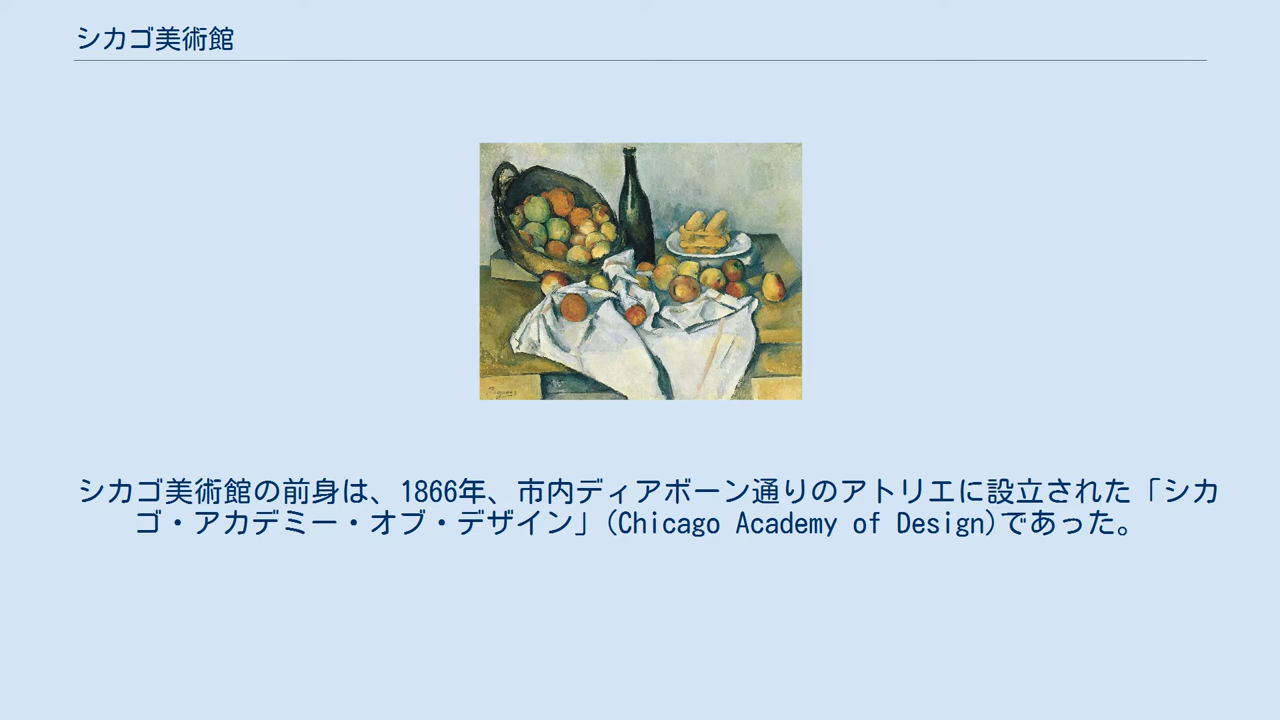 シカゴ美術館
シカゴ美術館の前身は、1866年、市内ディアボーン通りのアトリエに設立された「シカ
ゴ・アカデミー・オブ・デザイン」(Chicago Academy of Design)であった。